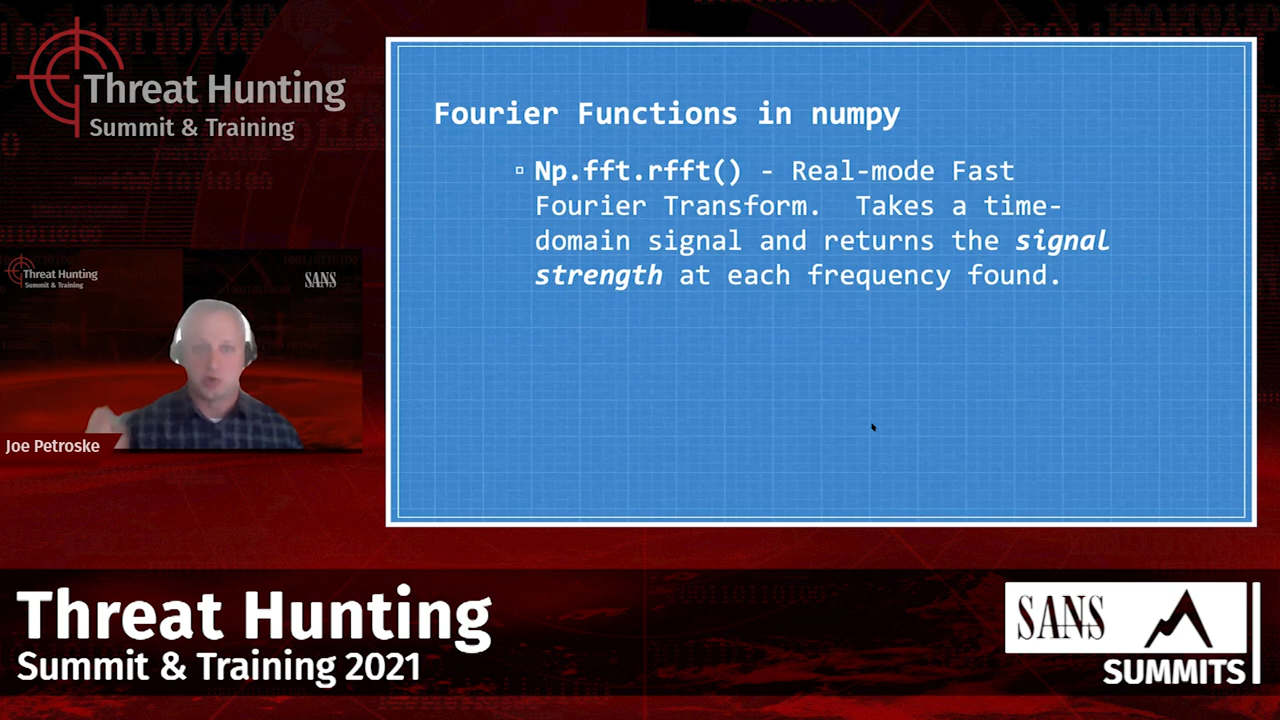 Threat Hunting
Summit & Training
Fourier Functions in numpy
▫ Np.fft.rfft() - Real-mode Fast
Fourier Transform. Takes a time-
domain signal and returns the signal
strength at each frequency found.
Threat Hunting
Summit & Training
SANS
Joe Petroske
Threat Hunting
Summit & Training 2021
SANS
SUMMITS